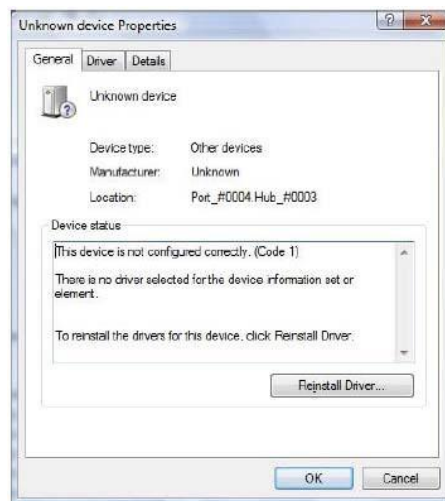 Unknown device Properties
General Driver Details
Unknown device
Device type: Other devices
Manufacturer: Unknown
Location: Port_#0004.Hub_#0003
Device status
This device is not configured correctly. (Code 1)
There is no driver selected for the device information set or
element.
To reinstall the drivers for this device, click Reinstall Driver.
Reinstall Driver...
OK Cancel